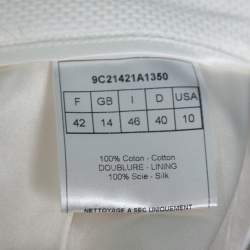 9C21421A1350
F GB I D USA
42 14 46 40 10
100% Coton - Cotton
DOUBLURE - LINING
100% Soie - Silk
NETTOYAGE A SEC UNIQUEMENT